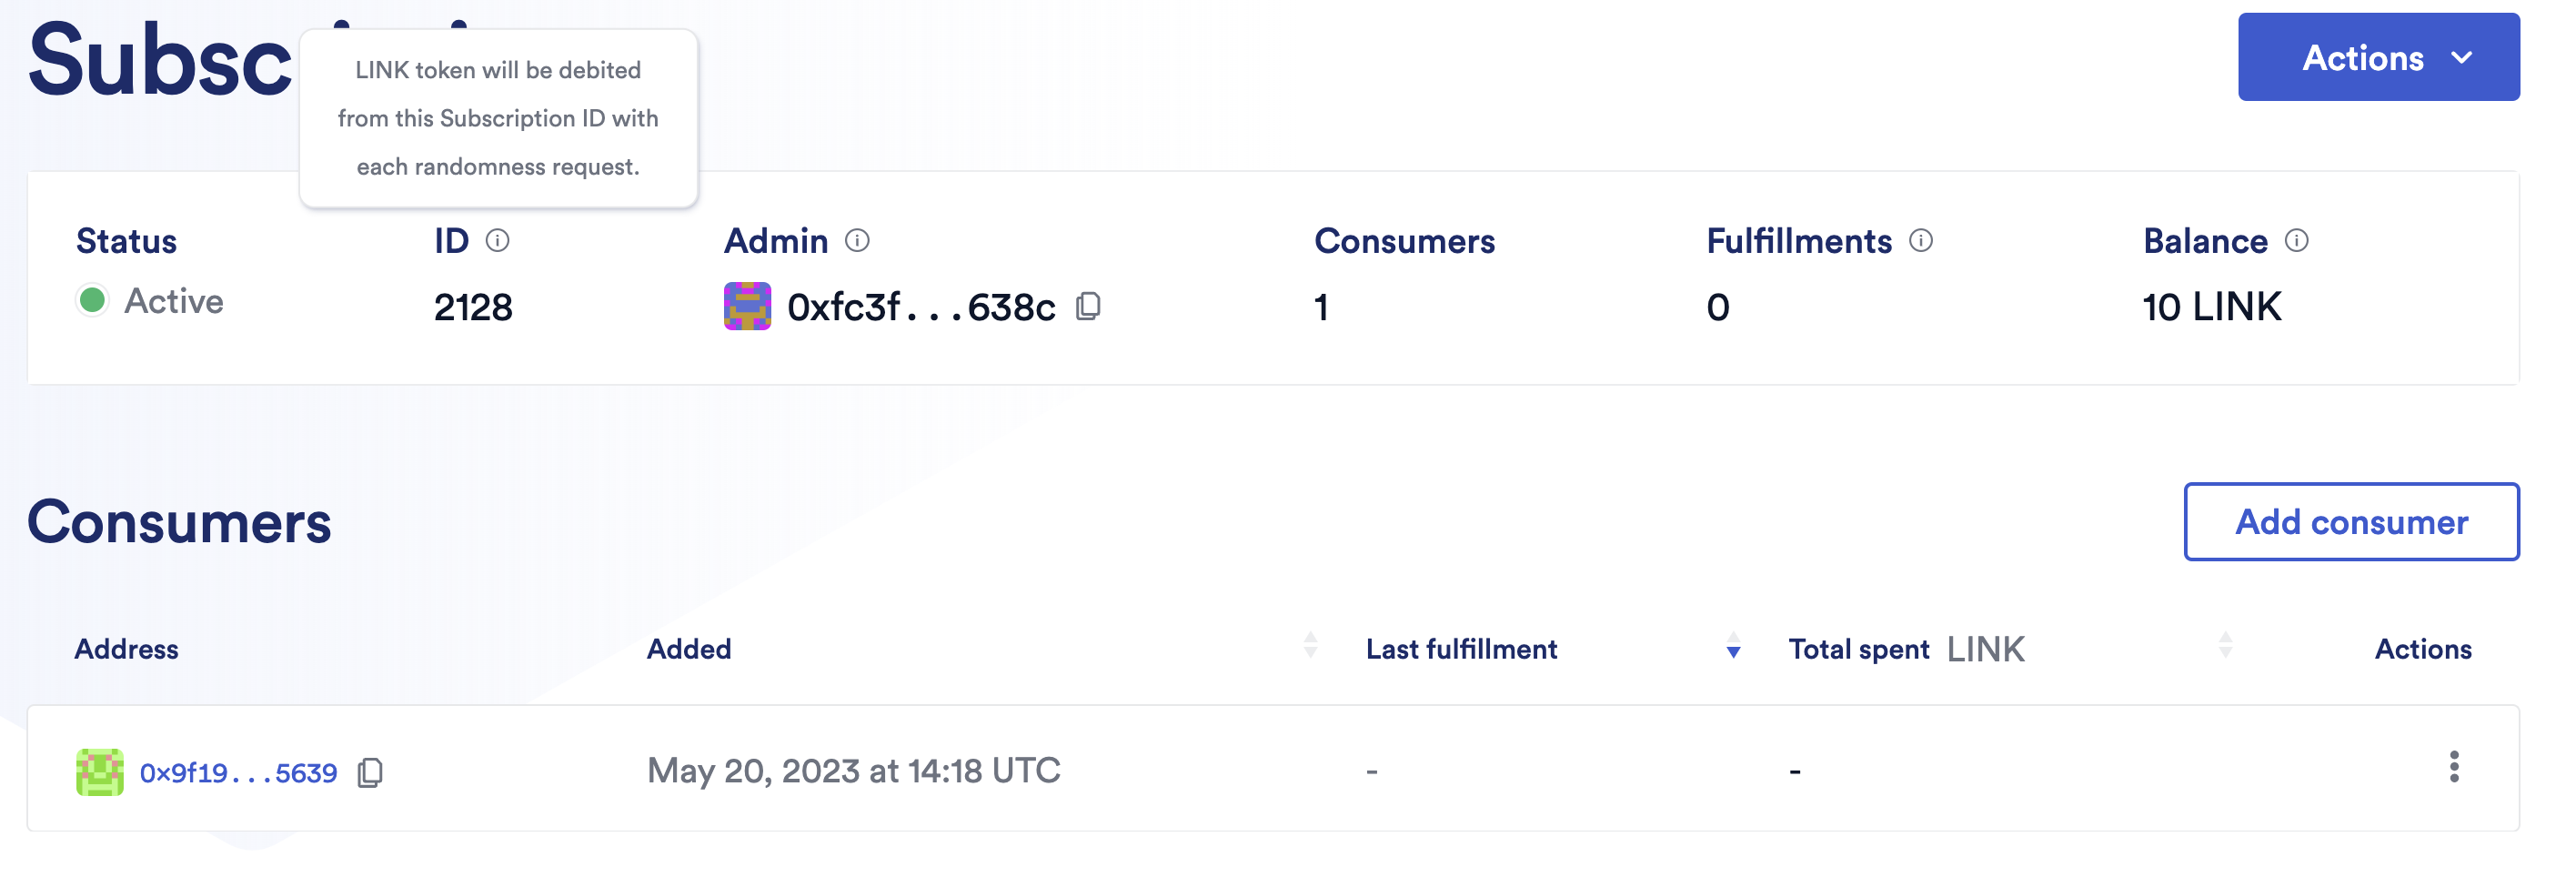 Subsc
Actions
LINK token will be debited
from this Subscription ID with
each randomness request.
Status ID Admin Consumers Fulfillments Balance
Active 2128 0xfc3f...638c 1 0 10 LINK
Consumers
Add consumer
Address Added Last fulfillment Total spent LINK Actions
0x9f19...5639 May 20, 2023 at 14:18 UTC - -